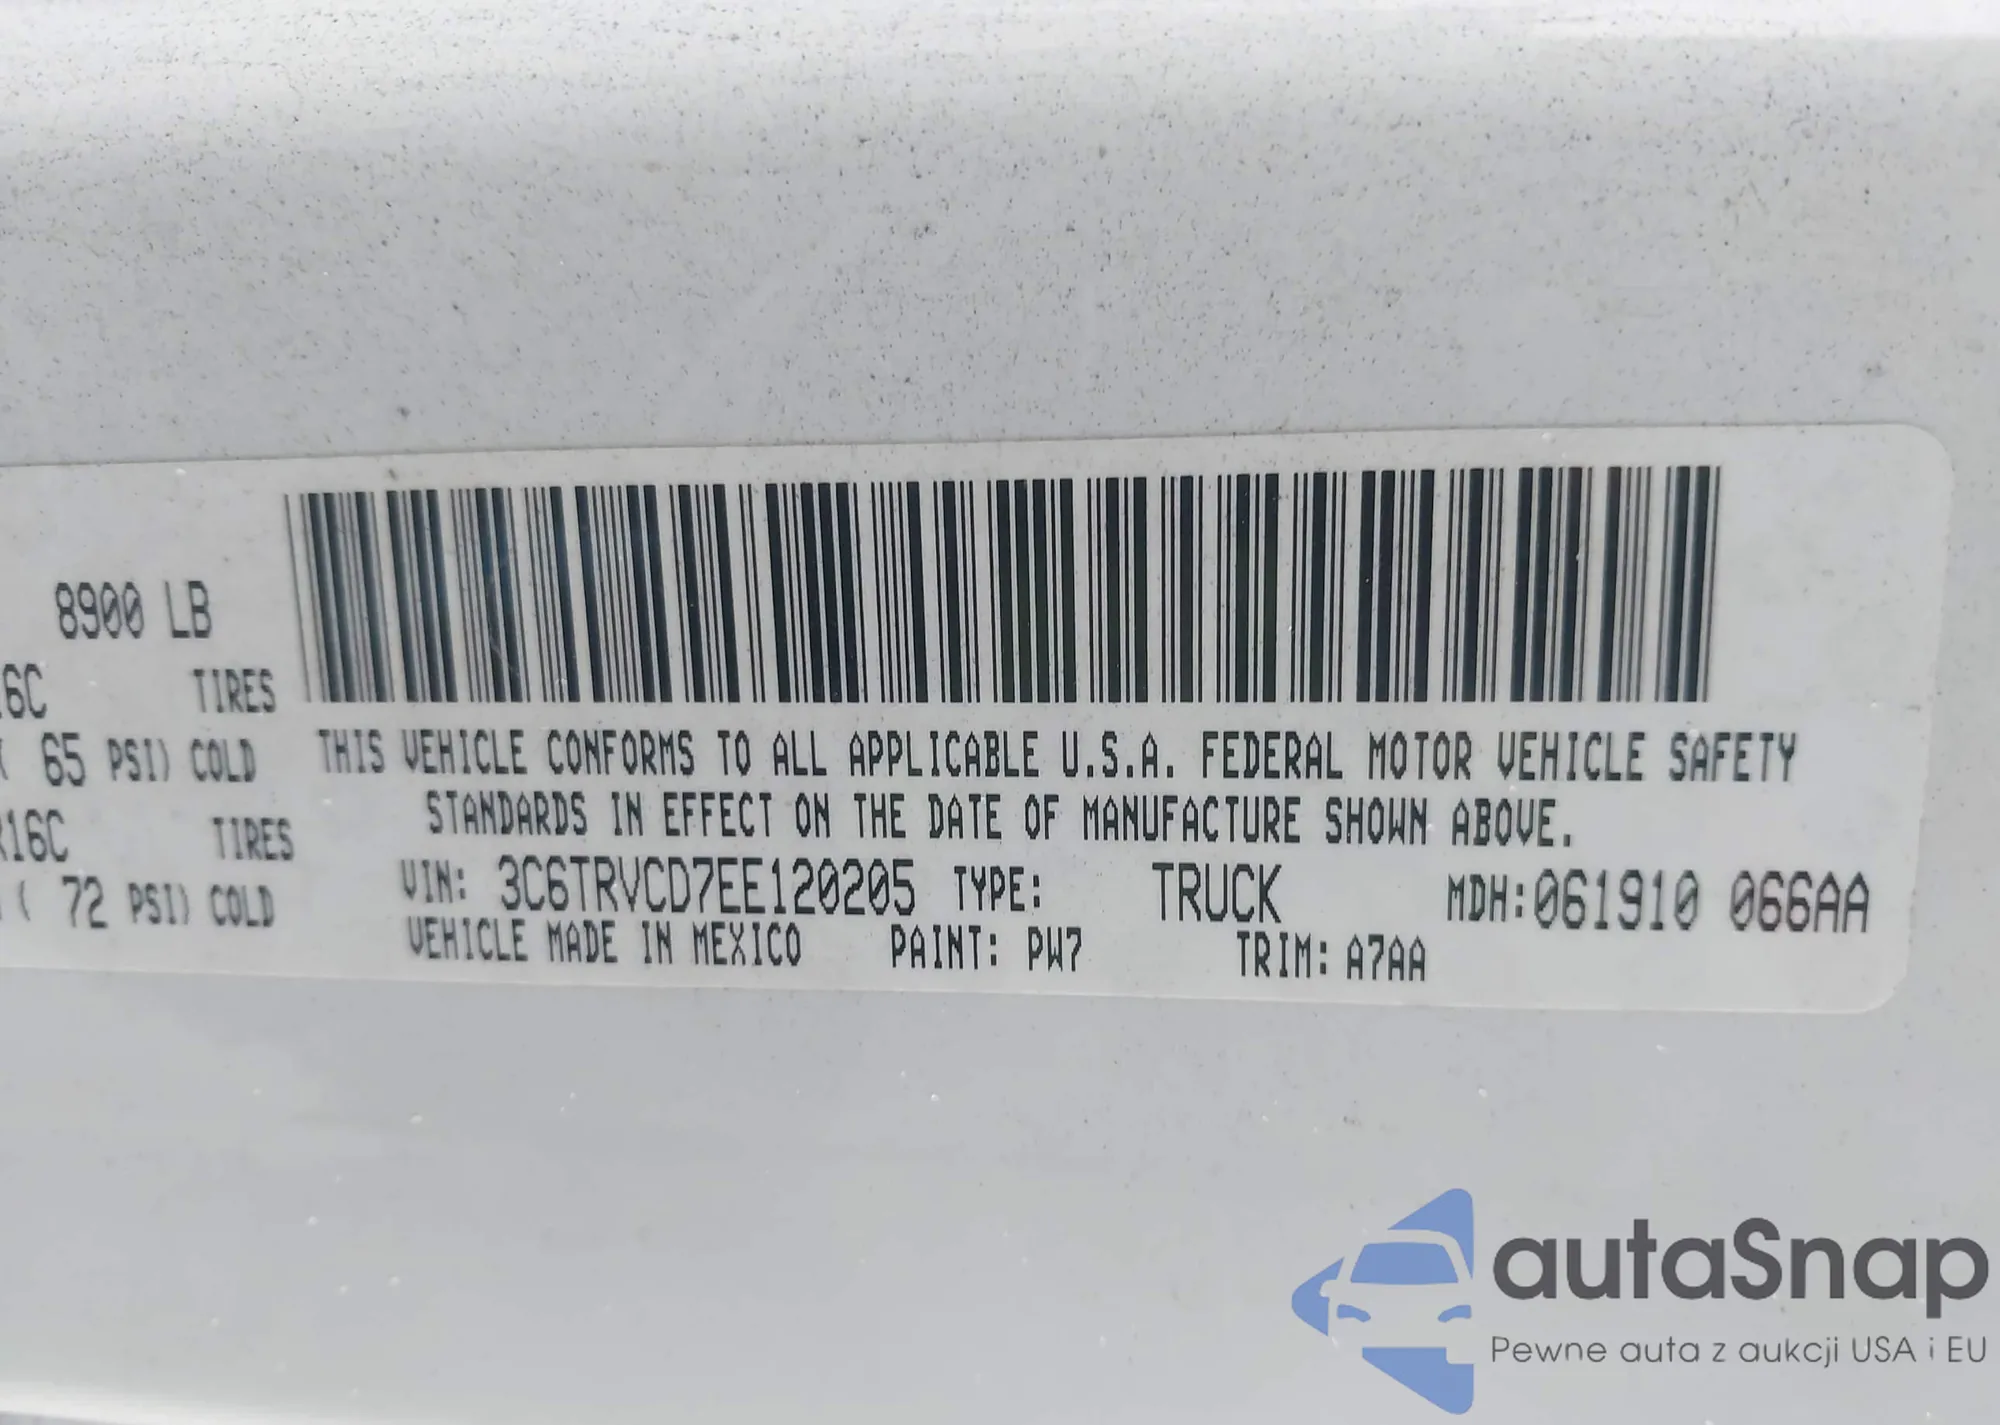 8900 LB
16C TIRES
( 65 PSI) COLD
R16C TIRES
( 72 PSI) COLD
THIS VEHICLE CONFORMS TO ALL APPLICABLE U.S.A. FEDERAL MOTOR VEHICLE SAFETY
STANDARDS IN EFFECT ON THE DATE OF MANUFACTURE SHOWN ABOVE.
VIN: 3C6TRVCD7EE120205 TYPE: TRUCK MDH:061910 066AA
VEHICLE MADE IN MEXICO PAINT: PW7 TRIM: A7AA
autaSnap
Pewne auta z aukcji USA i EU